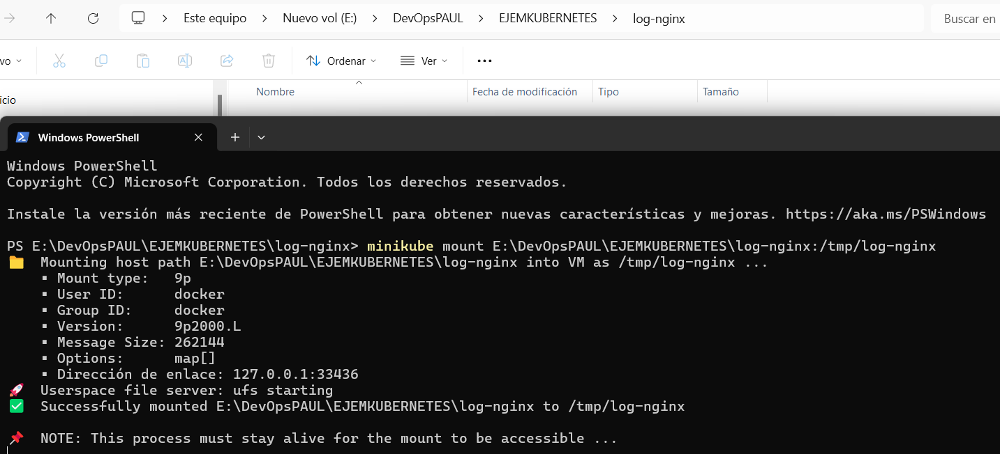 Este equipo > Nuevo vol (E:) > DevOpsPAUL > EJEMKUBERNETES > log-nginx
Buscar en
vo
Ordenar
Ver
icio
Nombre
Fecha de modificación
Tipo
Tamaño
Windows PowerShell
Windows PowerShell
Copyright (C) Microsoft Corporation. Todos los derechos reservados.
Instale la versión más reciente de PowerShell para obtener nuevas características y mejoras. https://aka.ms/PSWindows
PS E:\DevOpsPAUL\EJEMKUBERNETES\log-nginx> minikube mount E:\DevOpsPAUL\EJEMKUBERNETES\log-nginx:/tmp/log-nginx
📁 Mounting host path E:\DevOpsPAUL\EJEMKUBERNETES\log-nginx into VM as /tmp/log-nginx ...
▪ Mount type: 9p
▪ User ID: docker
▪ Group ID: docker
▪ Version: 9p2000.L
▪ Message Size: 262144
▪ Options: map[]
▪ Dirección de enlace: 127.0.0.1:33436
🚀 Userspace file server: ufs starting
✅ Successfully mounted E:\DevOpsPAUL\EJEMKUBERNETES\log-nginx to /tmp/log-nginx
📌 NOTE: This process must stay alive for the mount to be accessible ...